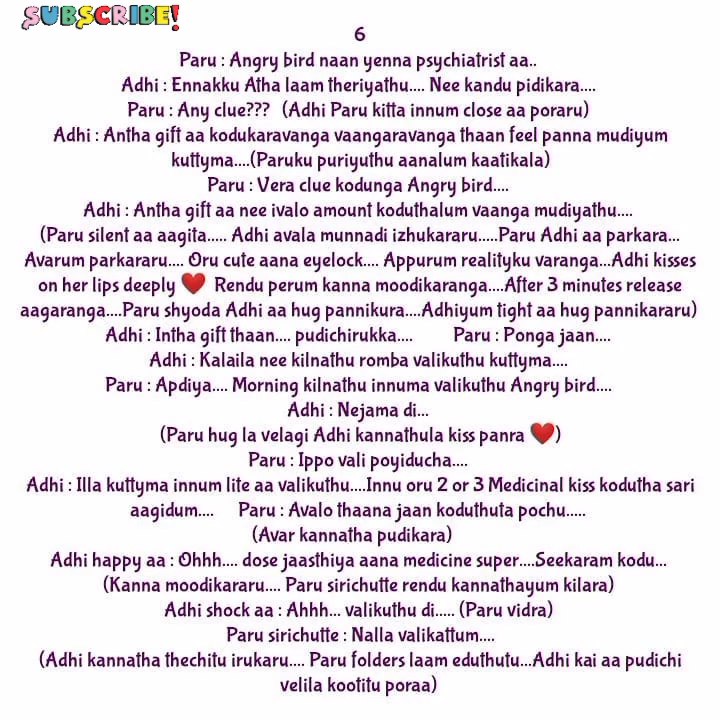 SUBSCRIBE!
6
Paru : Angry bird naan yenna psychiatrist aa..
Adhi : Ennakku Atha laam theriyathu.... Nee kandu pidikara....
Paru : Any clue??? (Adhi Paru kitta innum close aa poraru)
Adhi : Antha gift aa kodukaravanga vaangaravanga thaan feel panna mudiyum
kuttyma....(Paruku puriyuthu aanalum kaatikala)
Paru : Vera clue kodunga Angry bird....
Adhi : Antha gift aa nee ivalo amount koduthalum vaanga mudiyathu....
(Paru silent aa aagita..... Adhi avala munnadi izhukararu.....Paru Adhi aa parkara...
Avarum parkararu.... Oru cute aana eyelock.... Appurum realityku varanga...Adhi kisses
on her lips deeply ❤️ Rendu perum kanna moodikaranga....After 3 minutes release
aagaranga....Paru shyoda Adhi aa hug pannikura....Adhiyum tight aa hug pannikararu)
Adhi : Intha gift thaan.... pudichirukka.... Paru : Ponga jaan....
Adhi : Kalaila nee kilnathu romba valikuthu kuttyma....
Paru : Apdiya.... Morning kilnathu innuma valikuthu Angry bird....
Adhi : Nejama di...
(Paru hug la velagi Adhi kannathula kiss panra ❤️)
Paru : Ippo vali poyiducha....
Adhi : Illa kuttyma innum lite aa valikuthu....Innu oru 2 or 3 Medicinal kiss kodutha sari
aagidum.... Paru : Avalo thaana jaan koduthuta pochu.....
(Avar kannatha pudikara)
Adhi happy aa : Ohhh.... dose jaasthiya aana medicine super....Seekaram kodu...
(Kanna moodikararu.... Paru sirichutte rendu kannathayum kilara)
Adhi shock aa : Ahhh... valikuthu di..... (Paru vidra)
Paru sirichutte : Nalla valikattum....
(Adhi kannatha thechitu irukaru.... Paru folders laam eduthutu...Adhi kai aa pudichi
velila kootitu poraa)